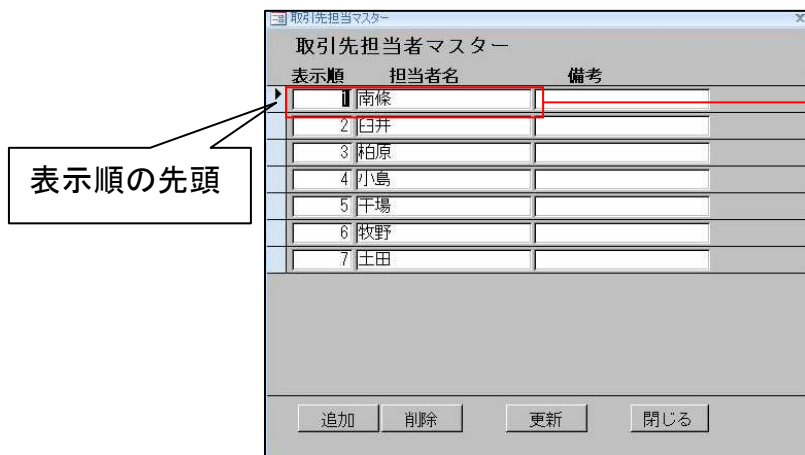 取引先担当マスター
取引先担当者マスター
表示順 担当者名 備考
1 南條
2 臼井
3 柏原
4 小島
5 干場
6 牧野
7 土田
表示順の先頭
追加 削除 更新 閉じる